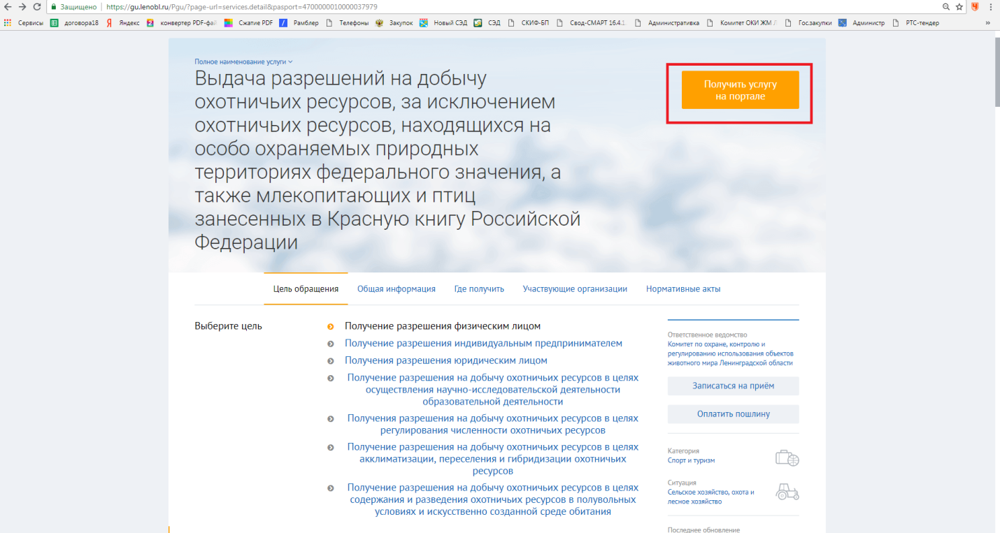 Защищено https://gu.lenobl.ru/Pgu/?page-url=services.detail&pasport=4700000010000037979
Сервисы договора18 Яндекс конвертер PDF-фай Сжатие PDF Рамблер Телефоны Закупок Новый СЭД СЭД СКИФ-БП Свод-СМАРТ 16.4.1 Административка Комитет ОКИ ЖМ Л Гос.закупки Администр РТС-тендер »
Полное наименование услуги
Выдача разрешений на добычу
охотничьих ресурсов, за исключением
охотничьих ресурсов, находящихся на
особо охраняемых природных
территориях федерального значения, а
также млекопитающих и птиц
занесенных в Красную книгу Российской
Федерации
Получить услугу
на портале
Цель обращения Общая информация Где получить Участвующие организации Нормативные акты
Выберите цель
Получение разрешения физическим лицом
Получение разрешения индивидуальным предпринимателем
Получения разрешения юридическим лицом
Получение разрешения на добычу охотничьих ресурсов в целях
осуществления научно-исследовательской деятельности
образовательной деятельности
Получения разрешения на добычу охотничьих ресурсов в целях
регулирования численности охотничьих ресурсов
Получение разрешения на добычу охотничьих ресурсов в целях
акклиматизации, переселения и гибридизации охотничьих
ресурсов
Получение разрешения на добычу охотничьих ресурсов в целях
содержания и разведения охотничьих ресурсов в полувольных
условиях и искусственно созданной среде обитания
Ответственное ведомство
Комитет по охране, контролю и
регулированию использования объектов
животного мира Ленинградской области
Записаться на приём
Оплатить пошлину
Категория
Спорт и туризм
Ситуация
Сельское хозяйство, охота и
лесное хозяйство
Последнее обновление